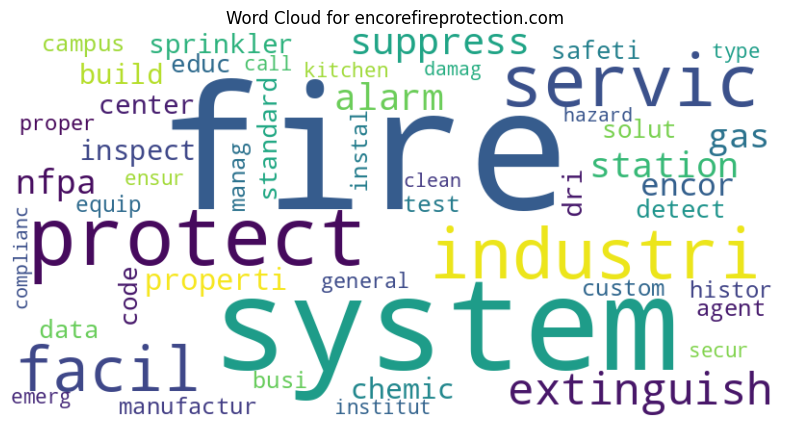 Word Cloud for encorefireprotection.com
campus sprinkler suppress safeti type
build educ call kitchen damag servic
center standard alarm hazard
proper fire solut gas
inspect manag instal station
nfpa ensur clean dri encor
equip test detect
protect industri
complianc code properti general custom histor
system agent
data secur
facil busi chemic extinguish
emerg manufactur institut